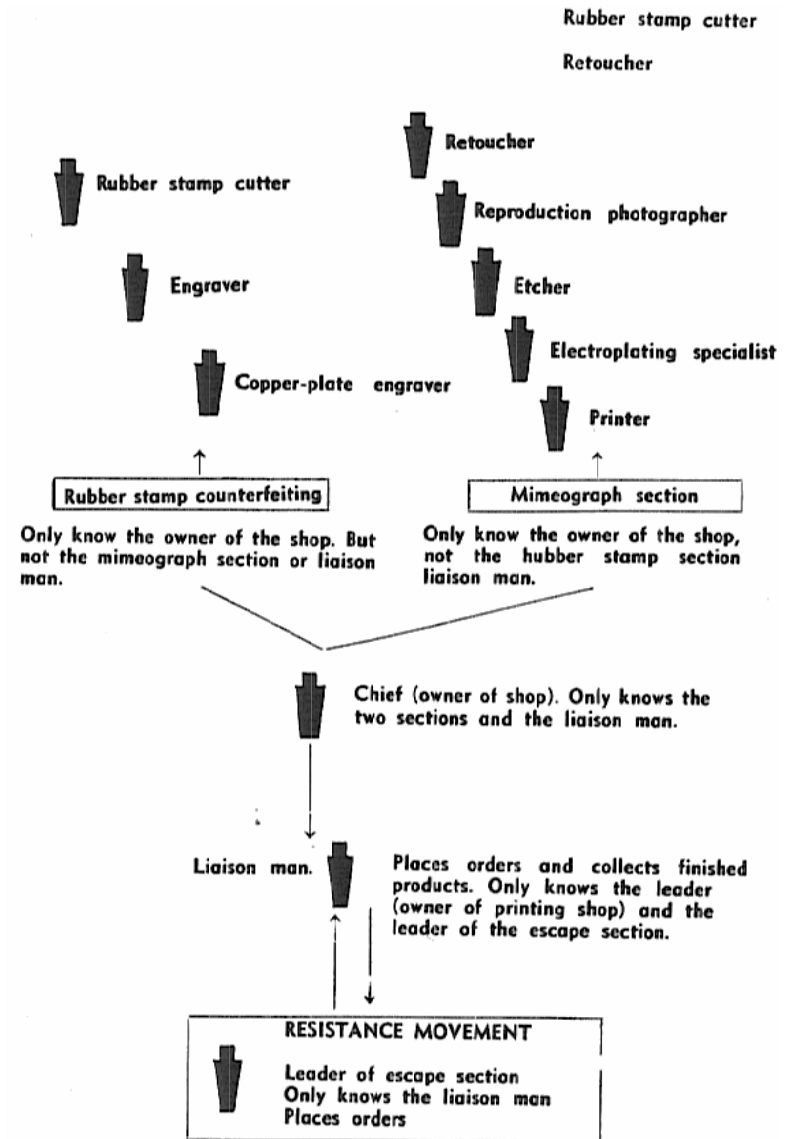 Rubber stamp cutter
Retoucher
Retoucher
Rubber stamp cutter
Reproduction photographer
Engraver
Etcher
Electroplating specialist
Copper-plate engraver
Printer
Rubber stamp counterfeiting
Only know the owner of the shop. But
not the mimeograph section or liaison
man.
Mimeograph section
Only know the owner of the shop,
not the hubber stamp section
liaison man.
Chief (owner of shop). Only knows the
two sections and the liaison man.
Liaison man.
Places orders and collects finished
products. Only knows the leader
(owner of printing shop) and the
leader of the escape section.
RESISTANCE MOVEMENT
Leader of escape section
Only knows the liaison man
Places orders